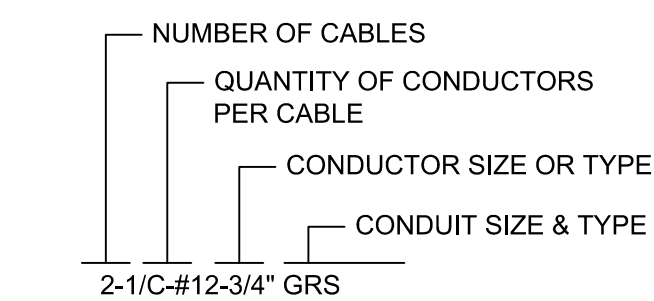 NUMBER OF CABLES
QUANTITY OF CONDUCTORS
PER CABLE
CONDUCTOR SIZE OR TYPE
CONDUIT SIZE & TYPE
2-1/C-#12-3/4" GRS